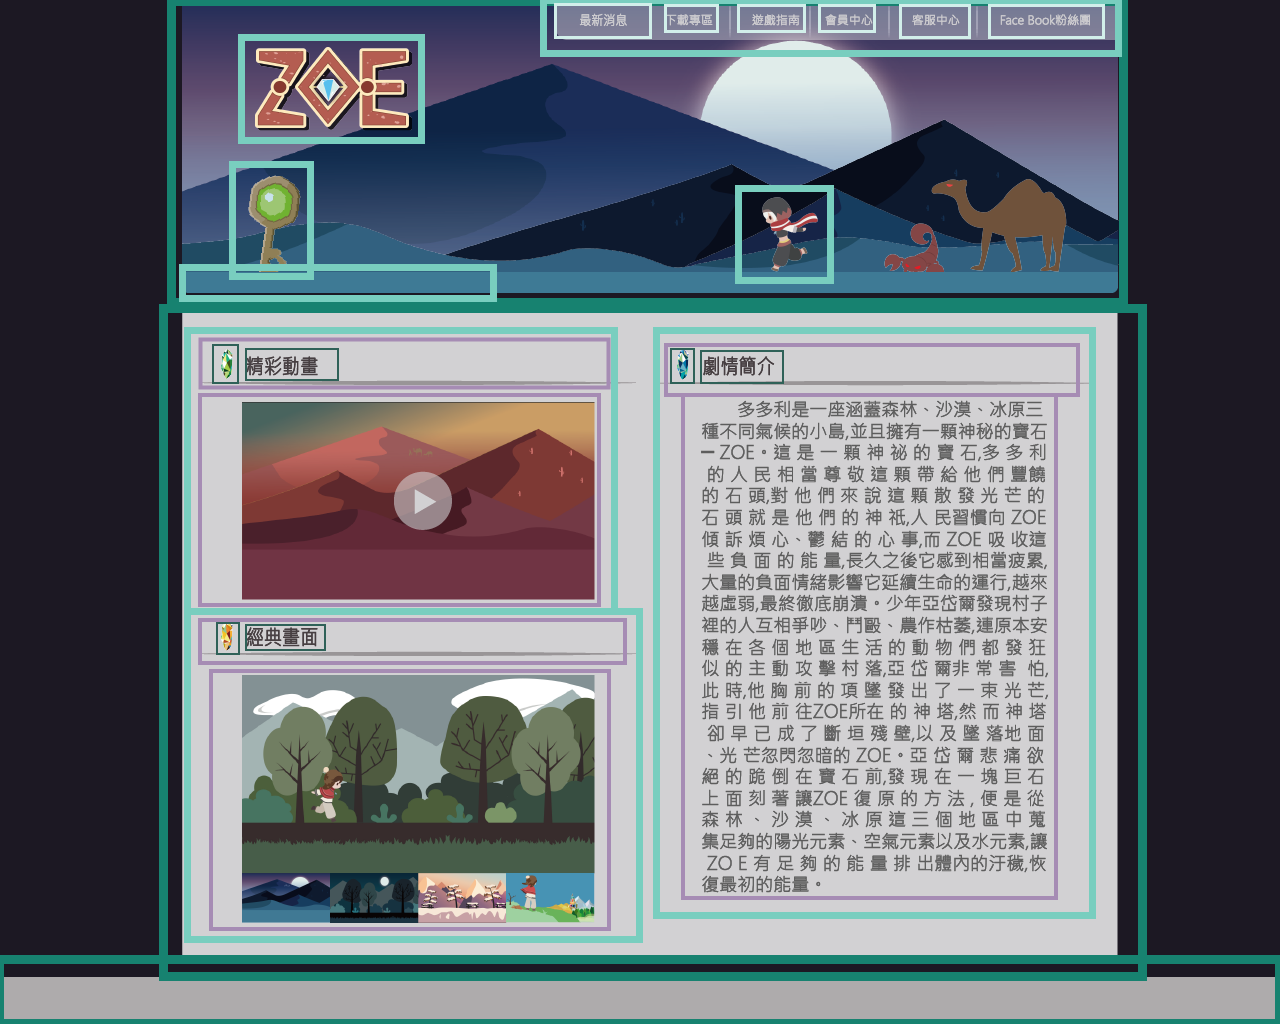 最新消息
下載專區
遊戲指南
會員中心
客服中心
Face Book粉絲團
ZOE
精彩動畫
劇情簡介
多多利是一座涵蓋森林、沙漠、冰原三
種不同氣候的小島,並且擁有一顆神秘的寶石
━ ZOE。這是一顆神祕的寶石,多多利
的人民相當尊敬這顆帶給他們豐饒
的石頭,對他們來說這顆散發光芒的
石頭就是他們的神祇,人民習慣向 ZOE
傾訴煩心、鬱結的心事,而 ZOE 吸收這
些負面的能量,長久之後它感到相當疲累,
大量的負面情緒影響它延續生命的運行,越來
越虛弱,最終徹底崩潰。少年亞岱爾發現村子
裡的人互相爭吵、鬥毆、農作枯萎,連原本安
穩在各個地區生活的動物們都發狂
似的主動攻擊村落,亞岱爾非常害怕,
此時,他胸前的項墜發出了一束光芒,
指引他前往ZOE所在的神塔,然而神塔
卻早已成了斷垣殘壁,以及墜落地面
、光芒忽閃忽暗的 ZOE。亞岱爾悲痛欲
絕的跪倒在寶石前,發現在一塊巨石
上面刻著讓ZOE復原的方法,便是從
森林、沙漠、冰原這三個地區中蒐
集足夠的陽光元素、空氣元素以及水元素,讓
ZO E有足夠的能量排出體內的汙穢,恢
復最初的能量。
經典畫面